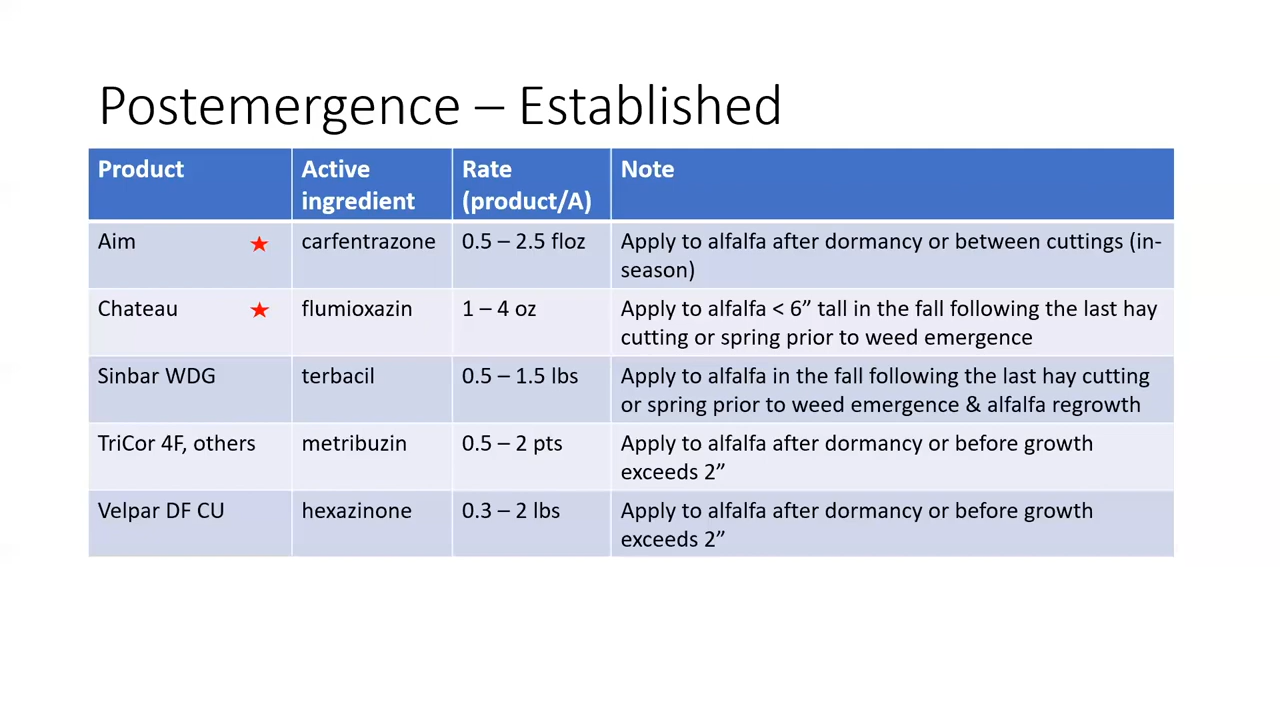 Postemergence – Established
Product
Active
ingredient
Rate
(product/A)
Note
Aim
carfentrazone
0.5 – 2.5 floz
Apply to alfalfa after dormancy or between cuttings (in-
season)
Chateau
flumioxazin
1 – 4 oz
Apply to alfalfa < 6” tall in the fall following the last hay
cutting or spring prior to weed emergence
Sinbar WDG
terbacil
0.5 – 1.5 lbs
Apply to alfalfa in the fall following the last hay cutting
or spring prior to weed emergence & alfalfa regrowth
TriCor 4F, others
metribuzin
0.5 – 2 pts
Apply to alfalfa after dormancy or before growth
exceeds 2”
Velpar DF CU
hexazinone
0.3 – 2 lbs
Apply to alfalfa after dormancy or before growth
exceeds 2”